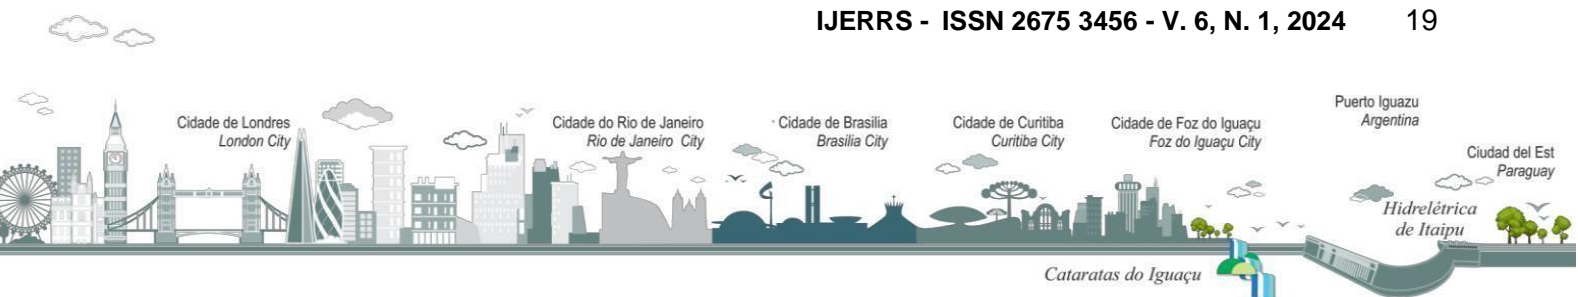 IJERRS - ISSN 2675 3456 - V. 6, N. 1, 2024 19
Cidade de Londres
London City
Cidade do Rio de Janeiro
Rio de Janeiro City
Cidade de Brasilia
Brasilia City
Cidade de Curitiba
Curitiba City
Cidade de Foz do Iguaçu
Foz do Iguaçu City
Puerto Iguazu
Argentina
Ciudad del Est
Paraguay
Hidrelétrica
de Itaipu
Cataratas do Iguaçu